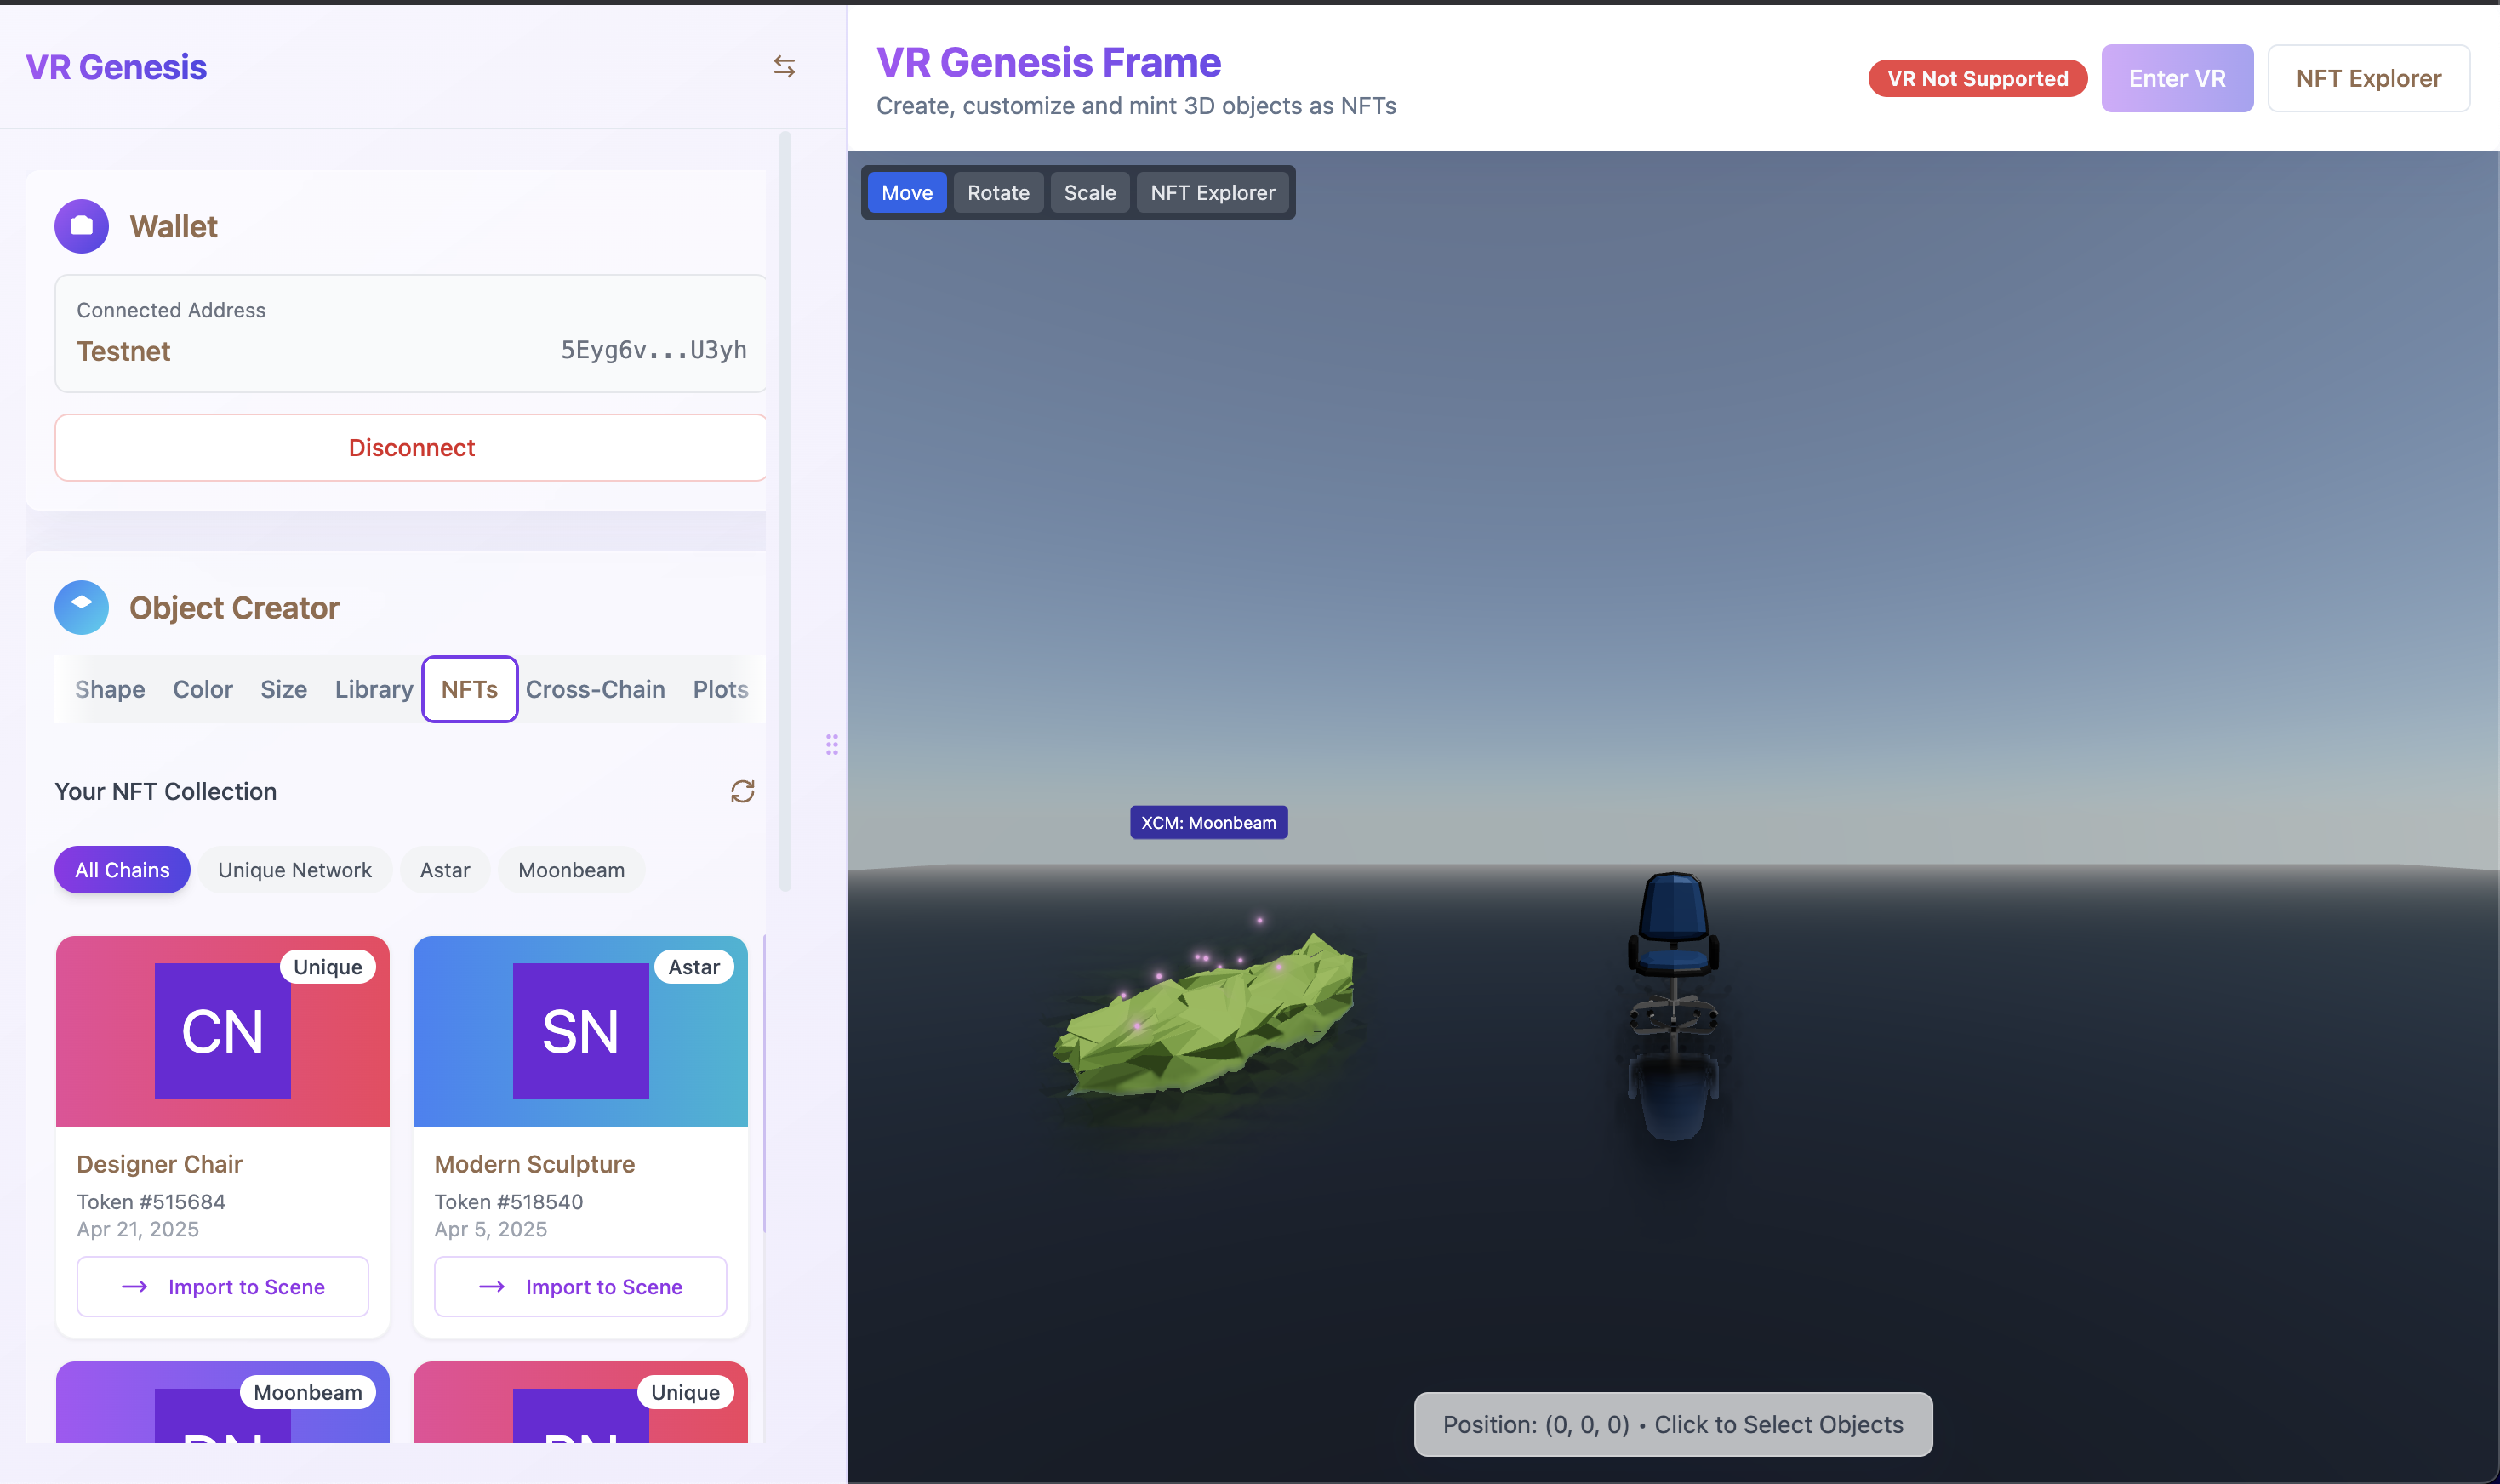 VR Genesis
Wallet
Connected Address
Testnet
5Eyg6v...U3yh
Disconnect
Object Creator
Shape
Color
Size
Library
NFTs
Cross-Chain
Plots
Your NFT Collection
All Chains
Unique Network
Astar
Moonbeam
Unique
CN
Designer Chair
Token #515684
Apr 21, 2025
Import to Scene
Astar
SN
Modern Sculpture
Token #518540
Apr 5, 2025
Import to Scene
Moonbeam
Unique
VR Genesis Frame
Create, customize and mint 3D objects as NFTs
VR Not Supported
Enter VR
NFT Explorer
Move
Rotate
Scale
NFT Explorer
XCM: Moonbeam
Position: (0, 0, 0) • Click to Select Objects